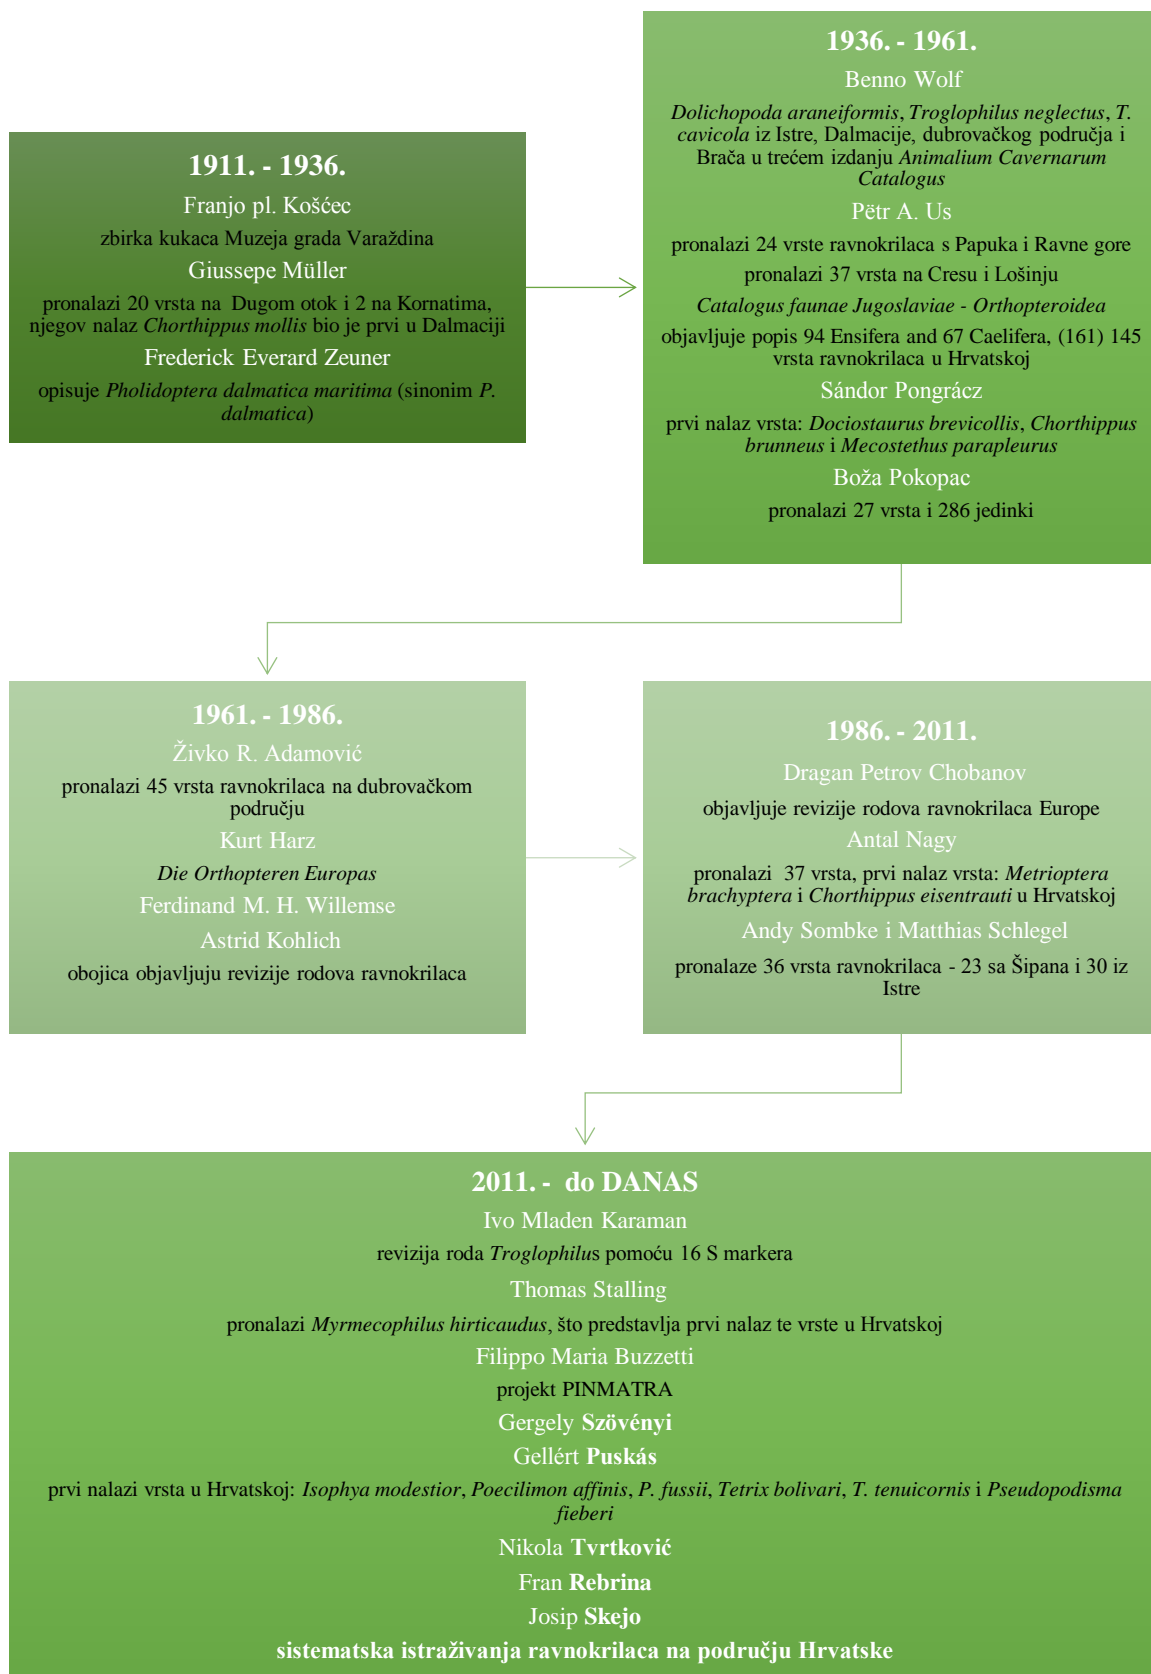 1911. - 1936.
Franjo pl. Košćec
zbirka kukaca Muzeja grada Varaždina
Giussepe Müller
pronalazi 20 vrsta na Dugom otok i 2 na Kornatima,
njegov nalaz Chorthippus mollis bio je prvi u Dalmaciji
Frederick Everard Zeuner
opisuje Pholidoptera dalmatica maritima (sinonim P.
dalmatica)
1936. - 1961.
Benno Wolf
Dolichopoda araneiformis, Troglophilus neglectus, T.
cavicola iz Istre, Dalmacije, dubrovačkog područja i
Brača u trećem izdanju Animalium Cavernarum
Catalogus
Pëtr A. Us
pronalazi 24 vrste ravnokrilaca s Papuka i Ravne gore
pronalazi 37 vrsta na Cresu i Lošinju
Catalogus faunae Jugoslaviae - Orthopteroidea
objavljuje popis 94 Ensifera and 67 Caelifera, (161) 145
vrsta ravnokrilaca u Hrvatskoj
Sándor Pongrácz
prvi nalaz vrsta: Dociostaurus brevicollis, Chorthippus
brunneus i Mecostethus parapleurus
Boža Pokopac
pronalazi 27 vrsta i 286 jedinki
1961. - 1986.
Živko R. Adamović
pronalazi 45 vrsta ravnokrilaca na dubrovačkom
području
Kurt Harz
Die Orthopteren Europas
Ferdinand M. H. Willemse
Astrid Kohlich
obojica objavljuju revizije rodova ravnokrilaca
1986. - 2011.
Dragan Petrov Chobanov
objavljuje revizije rodova ravnokrilaca Europe
Antal Nagy
pronalazi 37 vrsta, prvi nalaz vrsta: Metrioptera
brachyptera i Chorthippus eisentrauti u Hrvatskoj
Andy Sombke i Matthias Schlegel
pronalaze 36 vrsta ravnokrilaca - 23 sa Šipana i 30 iz
Istre
2011. - do DANAS
Ivo Mladen Karaman
revizija roda Troglophilus pomoću 16 S markera
Thomas Stalling
pronalazi Myrmecophilus hirticaudus, što predstavlja prvi nalaz te vrste u Hrvatskoj
Filippo Maria Buzzetti
projekt PINMATRA
Gergely Szövényi
Gellért Puskás
prvi nalazi vrsta u Hrvatskoj: Isophya modestior, Poecilimon affinis, P. fussii, Tetrix bolivari, T. tenuicornis i Pseudopodisma
fieberi
Nikola Tvrtković
Fran Rebrina
Josip Skejo
sistematska istraživanja ravnokrilaca na području Hrvatske